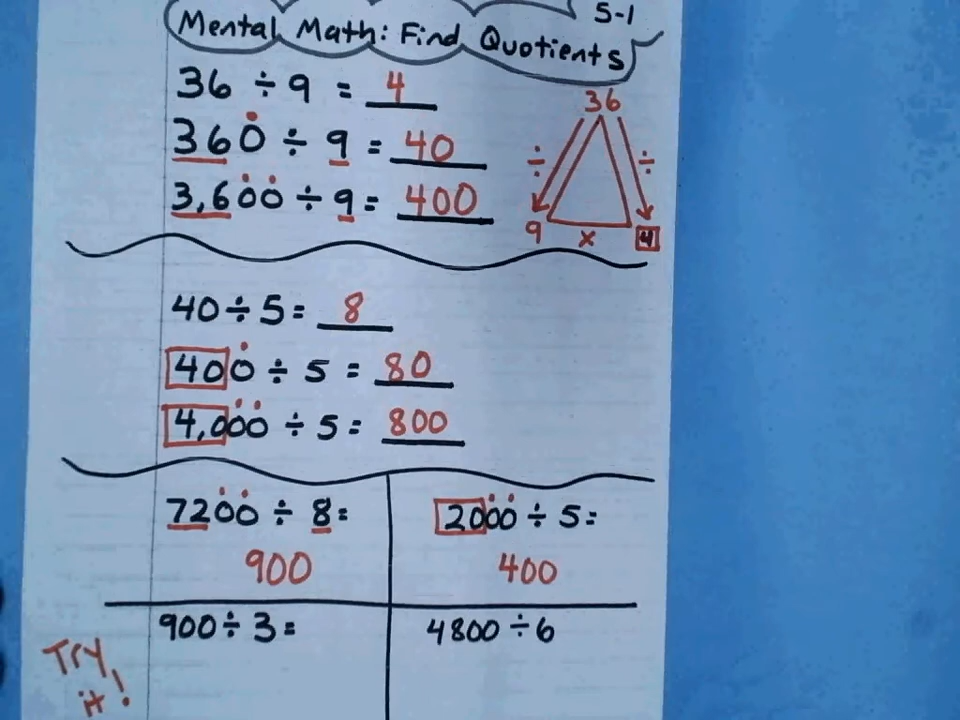 5-1
Mental Math: Find Quotients
36 ÷ 9 = 4
360 ÷ 9 = 40
3,600 ÷ 9 = 400
36
÷ ÷
9 × 4
40 ÷ 5 = 8
400 ÷ 5 = 80
4,000 ÷ 5 = 800
7200 ÷ 8 =
900
2000 ÷ 5 =
400
900 ÷ 3 =
4800 ÷ 6
Try
it!